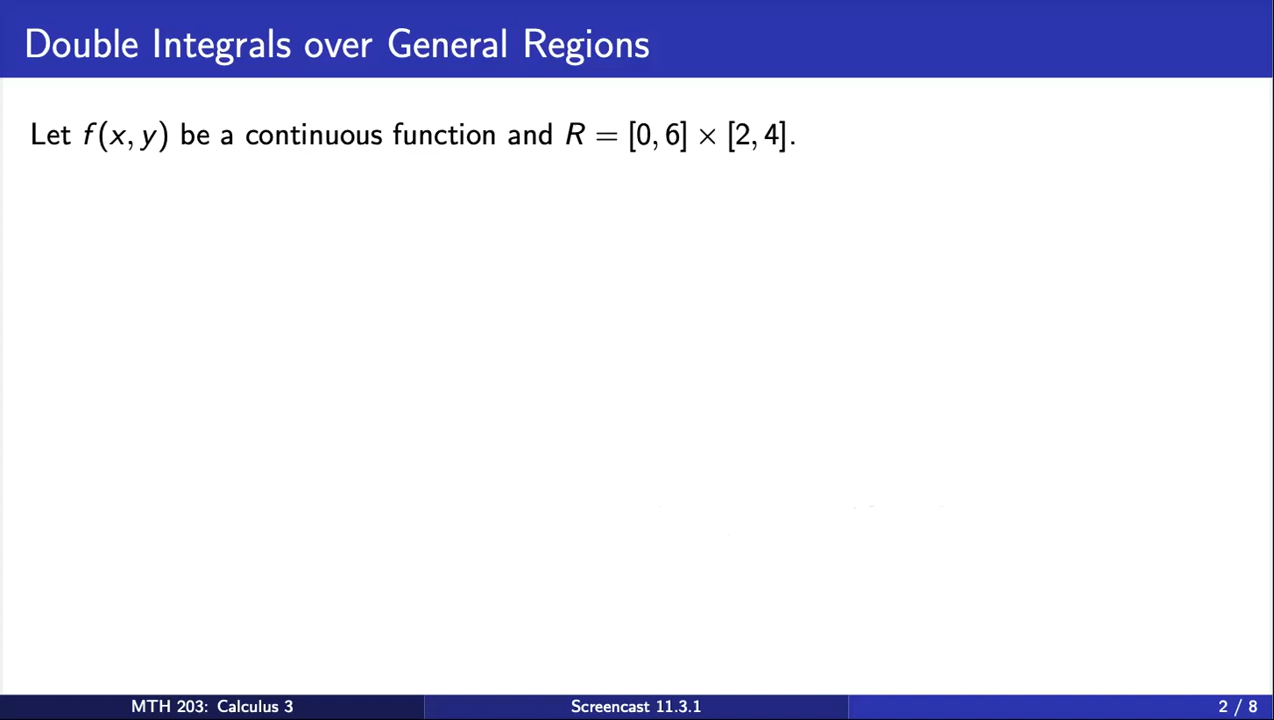 Double Integrals over General Regions
Let f(x, y) be a continuous function and R = [0, 6] × [2, 4].
MTH 203: Calculus 3
Screencast 11.3.1
2 / 8